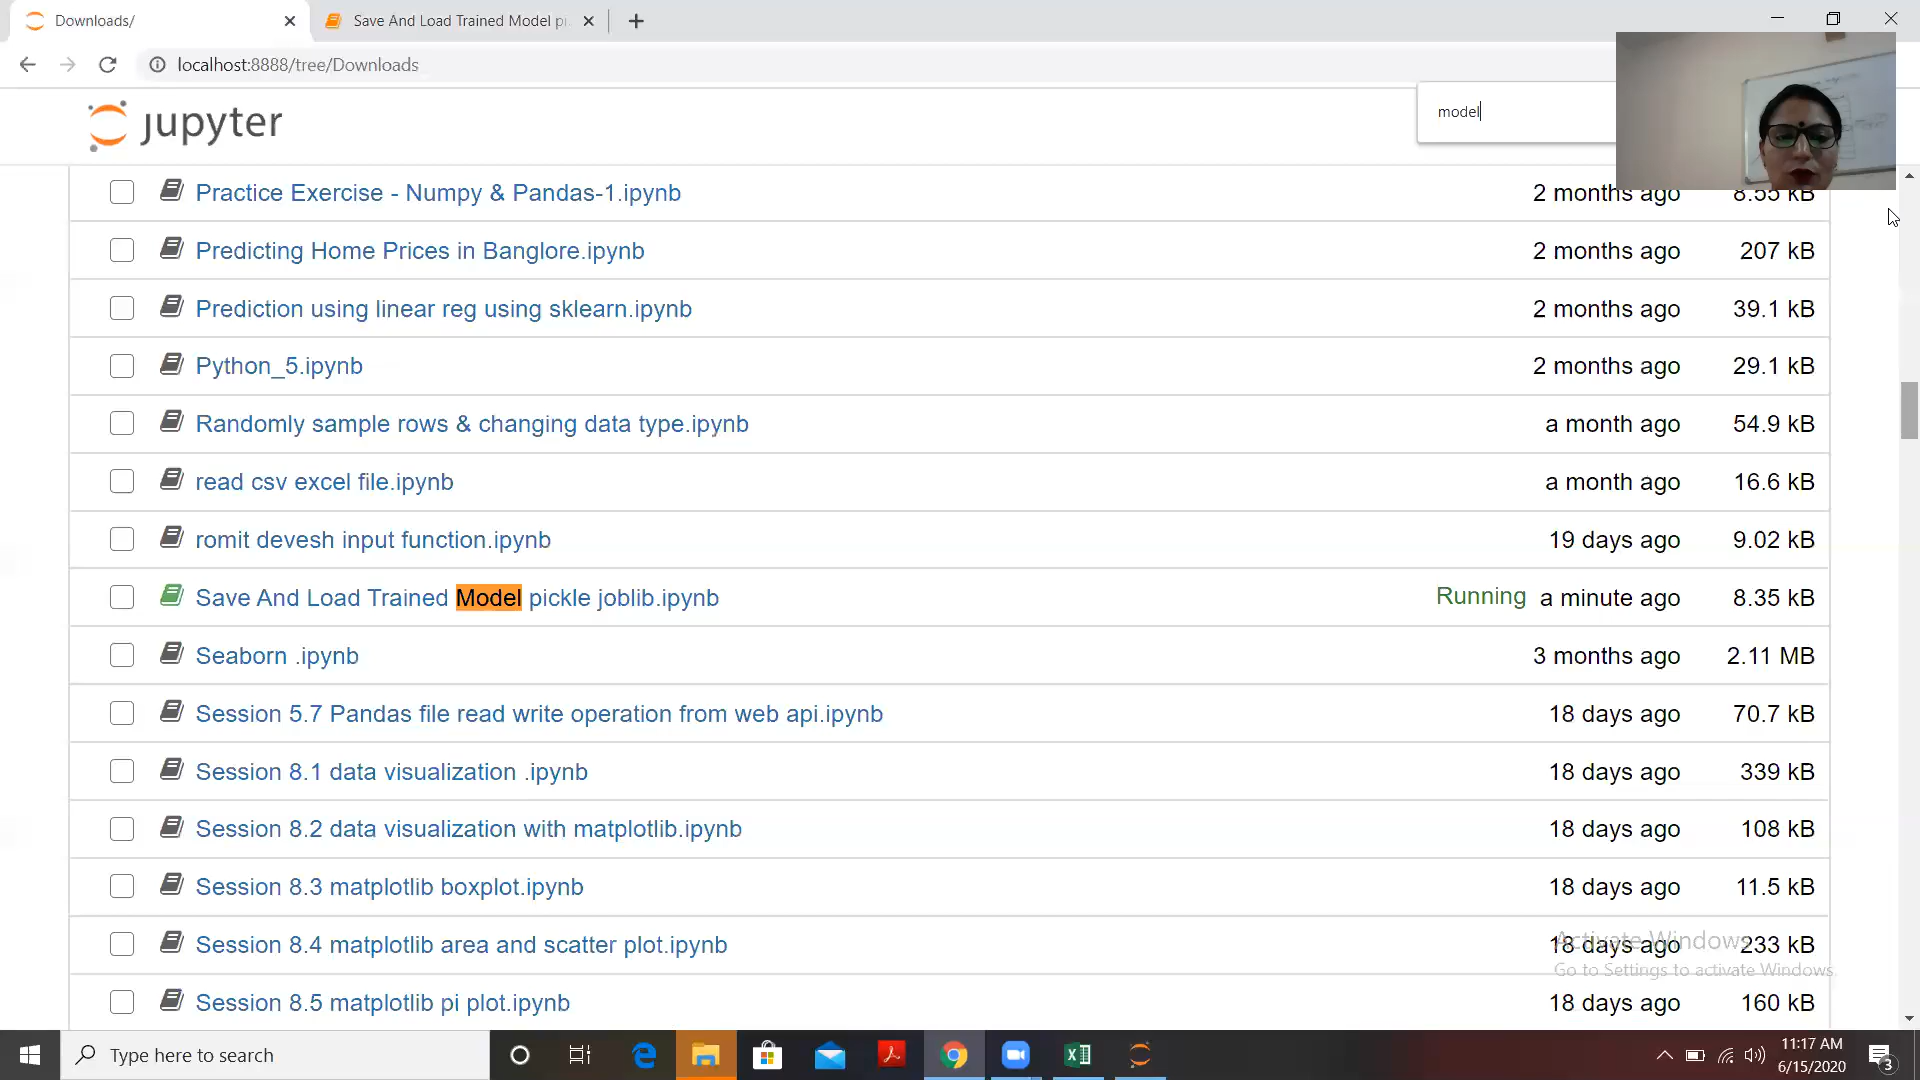 Downloads/
Save And Load Trained Model pi
localhost:8888/tree/Downloads
model
jupyter
Practice Exercise - Numpy & Pandas-1.ipynb 2 months ago 8.55 kB
Predicting Home Prices in Banglore.ipynb 2 months ago 207 kB
Prediction using linear reg using sklearn.ipynb 2 months ago 39.1 kB
Python_5.ipynb 2 months ago 29.1 kB
Randomly sample rows & changing data type.ipynb a month ago 54.9 kB
read csv excel file.ipynb a month ago 16.6 kB
romit devesh input function.ipynb 19 days ago 9.02 kB
Save And Load Trained Model pickle joblib.ipynb Running a minute ago 8.35 kB
Seaborn .ipynb 3 months ago 2.11 MB
Session 5.7 Pandas file read write operation from web api.ipynb 18 days ago 70.7 kB
Session 8.1 data visualization .ipynb 18 days ago 339 kB
Session 8.2 data visualization with matplotlib.ipynb 18 days ago 108 kB
Session 8.3 matplotlib boxplot.ipynb 18 days ago 11.5 kB
Session 8.4 matplotlib area and scatter plot.ipynb 18 days ago 233 kB
Activate Windows
Go to Settings to activate Windows.
Session 8.5 matplotlib pi plot.ipynb 18 days ago 160 kB
Type here to search
11:17 AM
6/15/2020
3